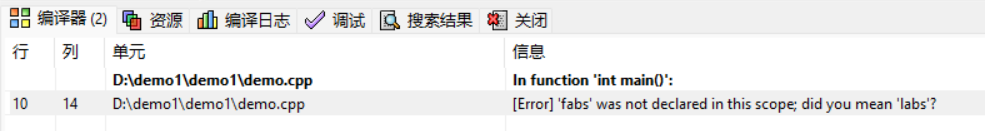 编译器 (2) 资源 编译日志 调试 搜索结果 关闭
行 列 单元 信息
D:\demo1\demo1\demo.cpp In function 'int main()':
10 14 D:\demo1\demo1\demo.cpp [Error] 'fabs' was not declared in this scope; did you mean 'labs'?